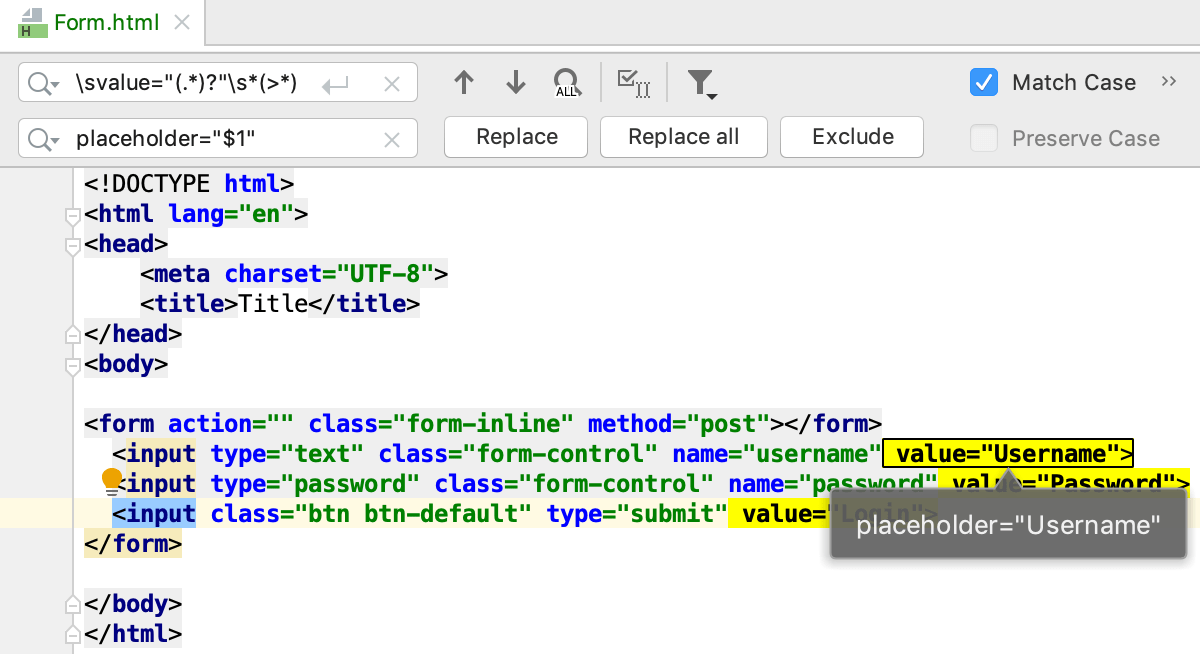 Form.html
\svalue="(.*)?"\s*(>*)
ALL
Match Case
placeholder="$1"
Replace
Replace all
Exclude
Preserve Case
<!DOCTYPE html>
<html lang="en">
<head>
<meta charset="UTF-8">
<title>Title</title>
</head>
<body>
<form action="" class="form-inline" method="post"></form>
<input type="text" class="form-control" name="username" value="Username">
<input type="password" class="form-control" name="password" value="Password">
<input class="btn btn-default" type="submit" value="Login">
placeholder="Username"
</form>
</body>
</html>